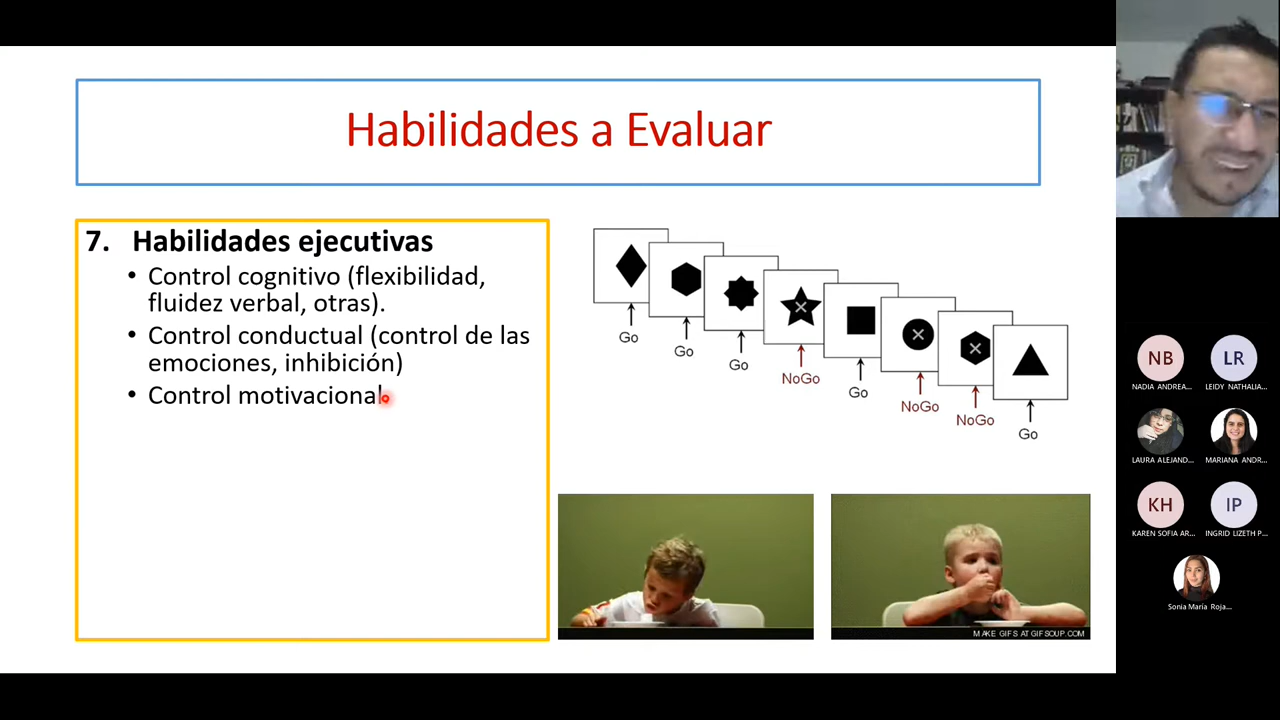 Habilidades a Evaluar
7. Habilidades ejecutivas
• Control cognitivo (flexibilidad,
fluidez verbal, otras).
• Control conductual (control de las
emociones, inhibición)
• Control motivacional
Go
Go
Go
NoGo
Go
NoGo
NoGo
Go
MAKE GIFS AT GIFSOUP.COM
NB
NADIA ANDREA...
LR
LEIDY NATHALIA...
LAURA ALEJAND...
MARIANA ANDR...
KH
KAREN SOFIA AR...
IP
INGRID LIZETH P...
Sonia Maria Roja...